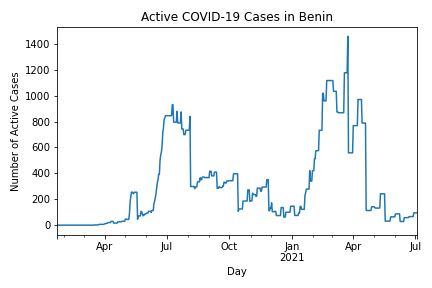 Active COVID-19 Cases in Benin
Number of Active Cases
1400
1200
1000
800
600
400
200
0
Apr
Jul
Oct
Jan
2021
Apr
Jul
Day